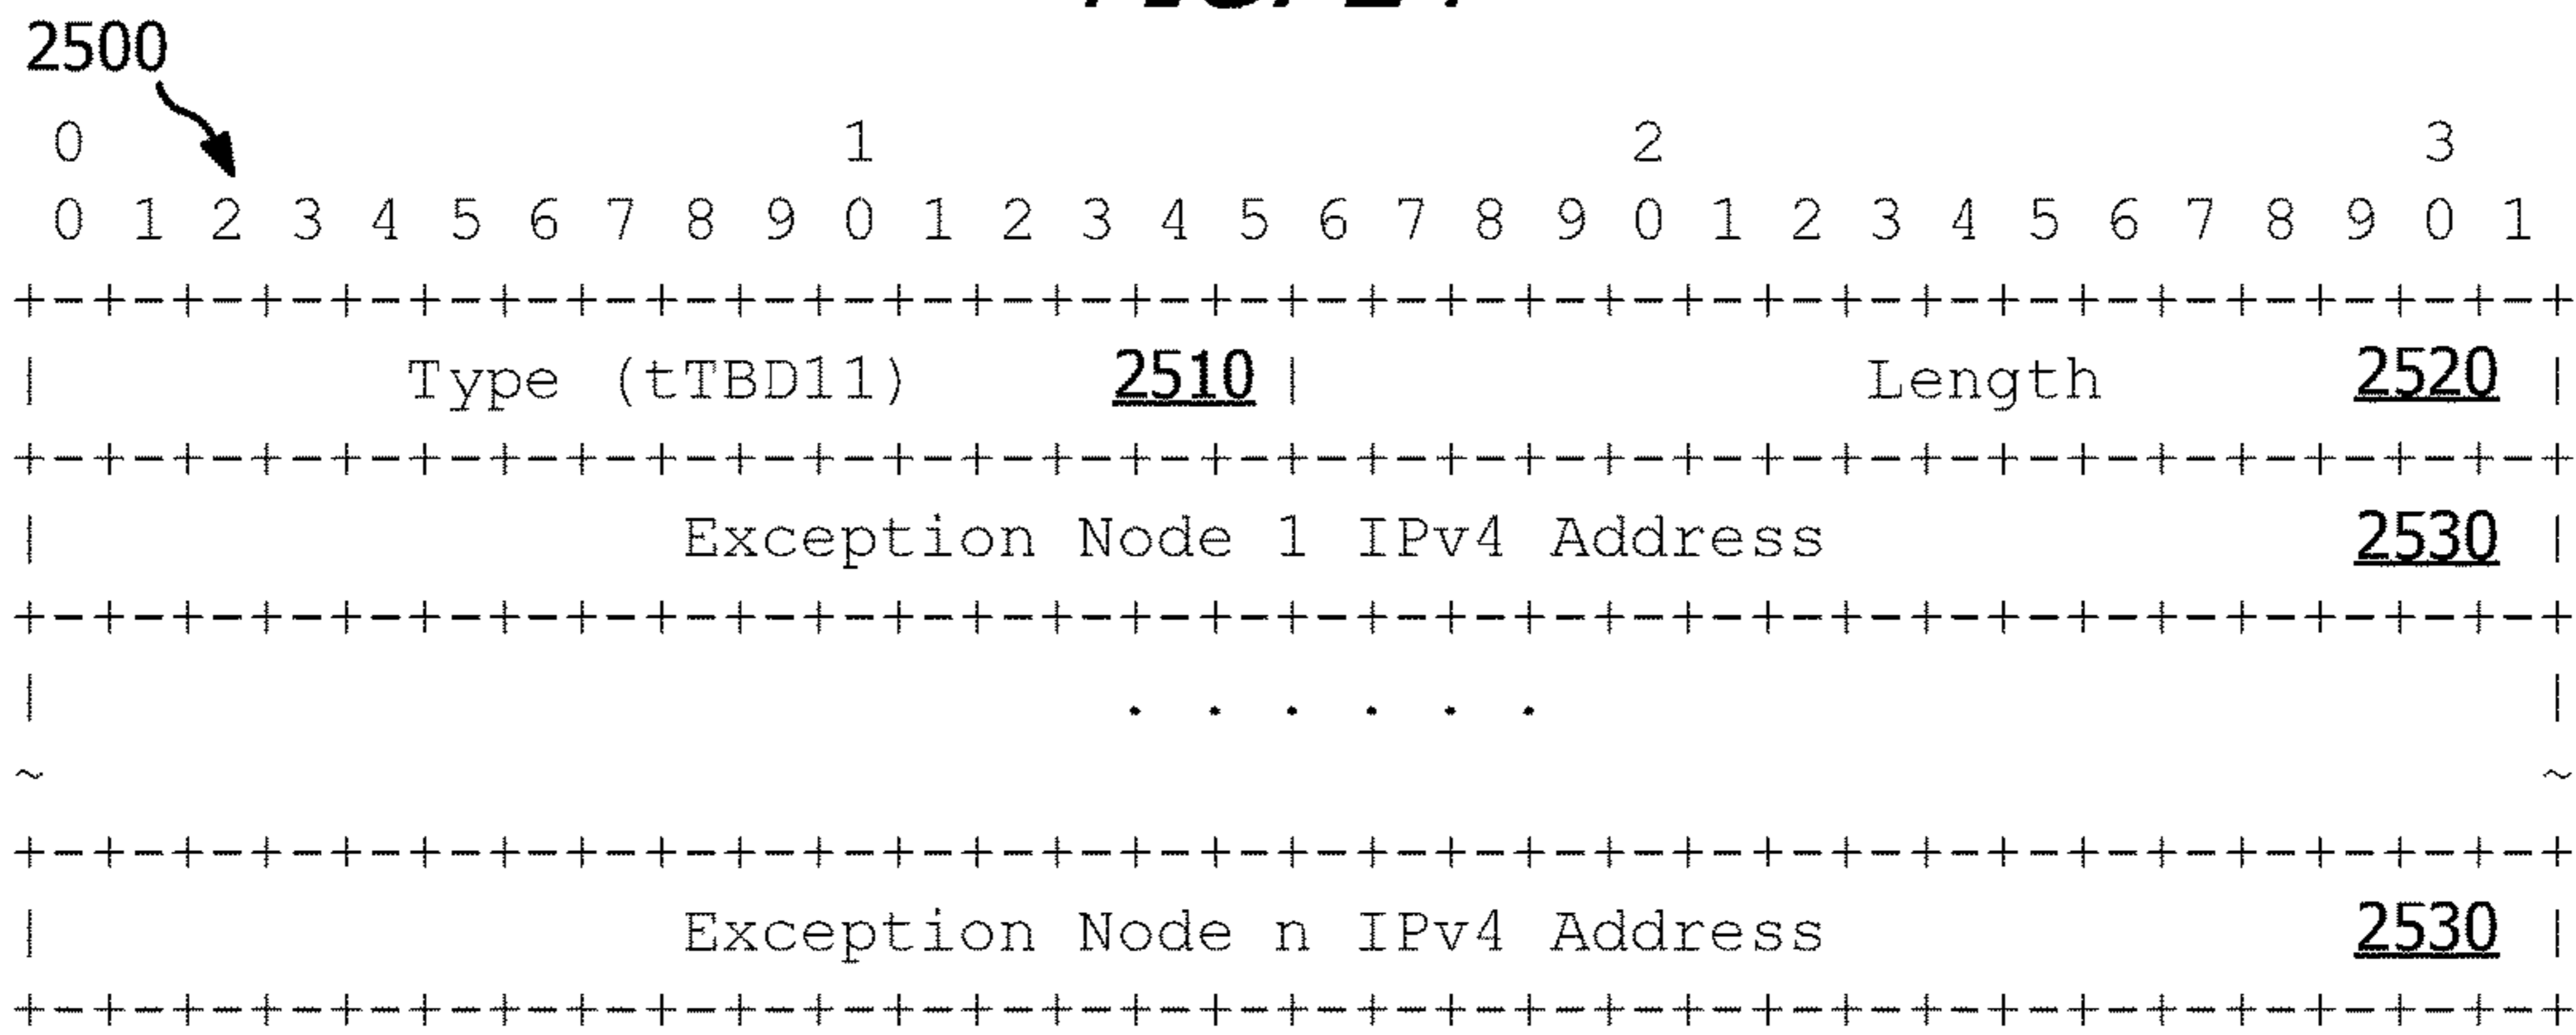 2500
0 1 2 3
0 1 2 3 4 5 6 7 8 9 0 1 2 3 4 5 6 7 8 9 0 1 2 3 4 5 6 7 8 9 0 1
+-+-+-+-+-+-+-+-+-+-+-+-+-+-+-+-+-+-+-+-+-+-+-+-+-+-+-+-+-+-+-+-+
| Type (tTBD11) 2510 | Length 2520 |
+-+-+-+-+-+-+-+-+-+-+-+-+-+-+-+-+-+-+-+-+-+-+-+-+-+-+-+-+-+-+-+-+
| Exception Node 1 IPv4 Address 2530 |
+-+-+-+-+-+-+-+-+-+-+-+-+-+-+-+-+-+-+-+-+-+-+-+-+-+-+-+-+-+-+-+-+
| . . . . . . |
~ ~
+-+-+-+-+-+-+-+-+-+-+-+-+-+-+-+-+-+-+-+-+-+-+-+-+-+-+-+-+-+-+-+-+
| Exception Node n IPv4 Address 2530 |
+-+-+-+-+-+-+-+-+-+-+-+-+-+-+-+-+-+-+-+-+-+-+-+-+-+-+-+-+-+-+-+-+